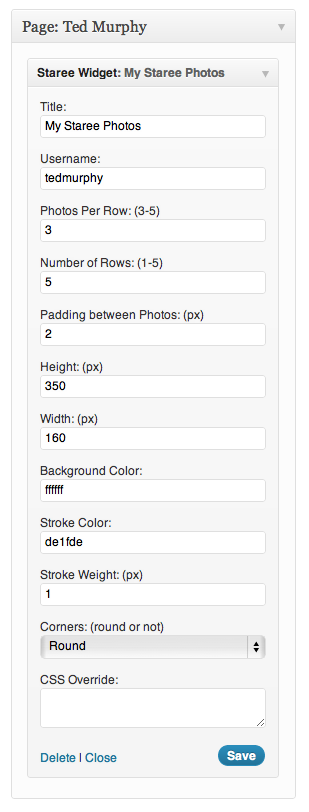 Page: Ted Murphy
Staree Widget: My Staree Photos
Title:
My Staree Photos
Username:
tedmurphy
Photos Per Row: (3-5)
3
Number of Rows: (1-5)
5
Padding between Photos: (px)
2
Height: (px)
350
Width: (px)
160
Background Color:
ffffff
Stroke Color:
de1fde
Stroke Weight: (px)
1
Corners: (round or not)
Round
CSS Override:
Delete | Close
Save